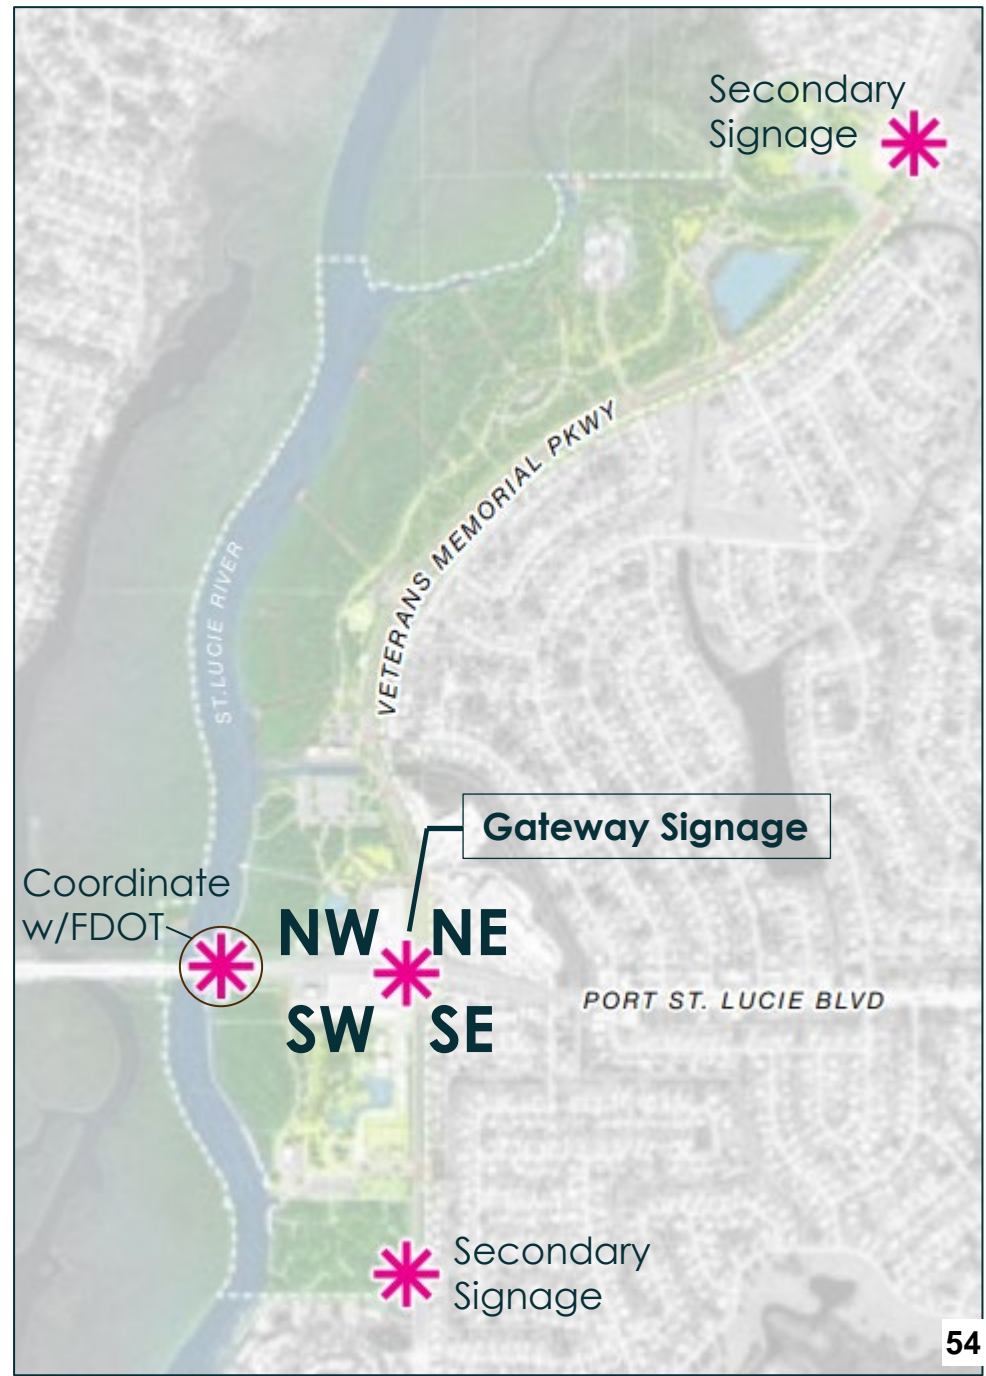 Secondary
Signage
VETERANS MEMORIAL PKWY
ST. LUCIE RIVER
Gateway Signage
Coordinate
w/FDOT
NW NE
SW SE
PORT ST. LUCIE BLVD
Secondary
Signage
54